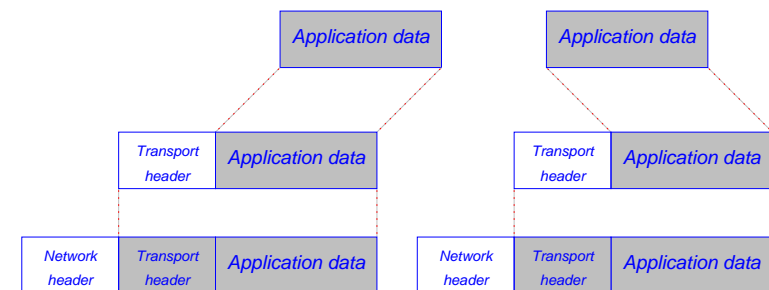 Application data Application data
Transport Application data Transport Application data
header header
Network Transport Application data Network Transport Application data
header header header header